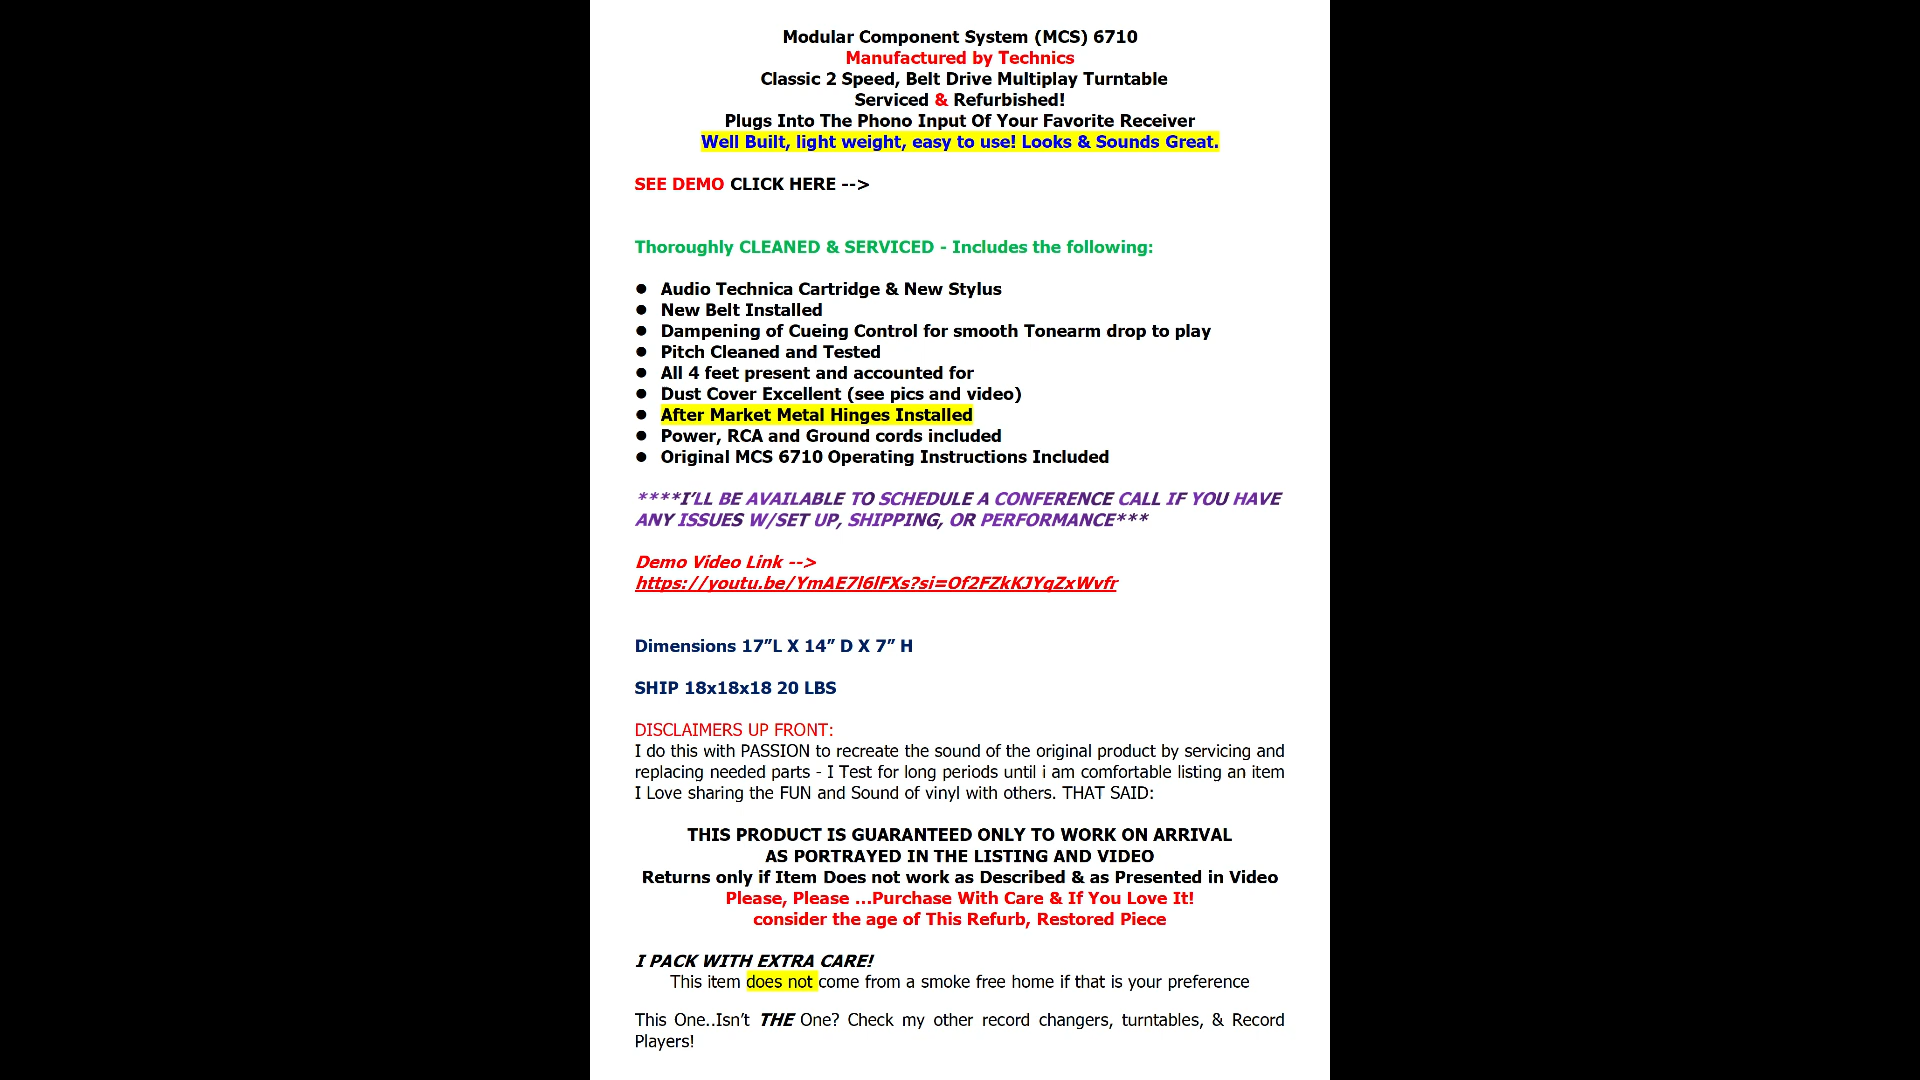 Modular Component System (MCS) 6710
Manufactured by Technics
Classic 2 Speed, Belt Drive Multiplay Turntable
Serviced & Refurbished!
Plugs Into The Phono Input Of Your Favorite Receiver
Well Built, light weight, easy to use! Looks & Sounds Great.
SEE DEMO CLICK HERE -->
Thoroughly CLEANED & SERVICED - Includes the following:
● Audio Technica Cartridge & New Stylus
● New Belt Installed
● Dampening of Cueing Control for smooth Tonearm drop to play
● Pitch Cleaned and Tested
● All 4 feet present and accounted for
● Dust Cover Excellent (see pics and video)
● After Market Metal Hinges Installed
● Power, RCA and Ground cords included
● Original MCS 6710 Operating Instructions Included
****I’LL BE AVAILABLE TO SCHEDULE A CONFERENCE CALL IF YOU HAVE
ANY ISSUES W/SET UP, SHIPPING, OR PERFORMANCE***
Demo Video Link -->
https://youtu.be/YmAE7l6lFXs?si=Of2FZkKJYqZxWvfr
Dimensions 17”L X 14” D X 7” H
SHIP 18x18x18 20 LBS
DISCLAIMERS UP FRONT:
I do this with PASSION to recreate the sound of the original product by servicing and
replacing needed parts - I Test for long periods until i am comfortable listing an item
I Love sharing the FUN and Sound of vinyl with others. THAT SAID:
THIS PRODUCT IS GUARANTEED ONLY TO WORK ON ARRIVAL
AS PORTRAYED IN THE LISTING AND VIDEO
Returns only if Item Does not work as Described & as Presented in Video
Please, Please ...Purchase With Care & If You Love It!
consider the age of This Refurb, Restored Piece
I PACK WITH EXTRA CARE!
This item does not come from a smoke free home if that is your preference
This One..Isn’t THE One? Check my other record changers, turntables, & Record
Players!